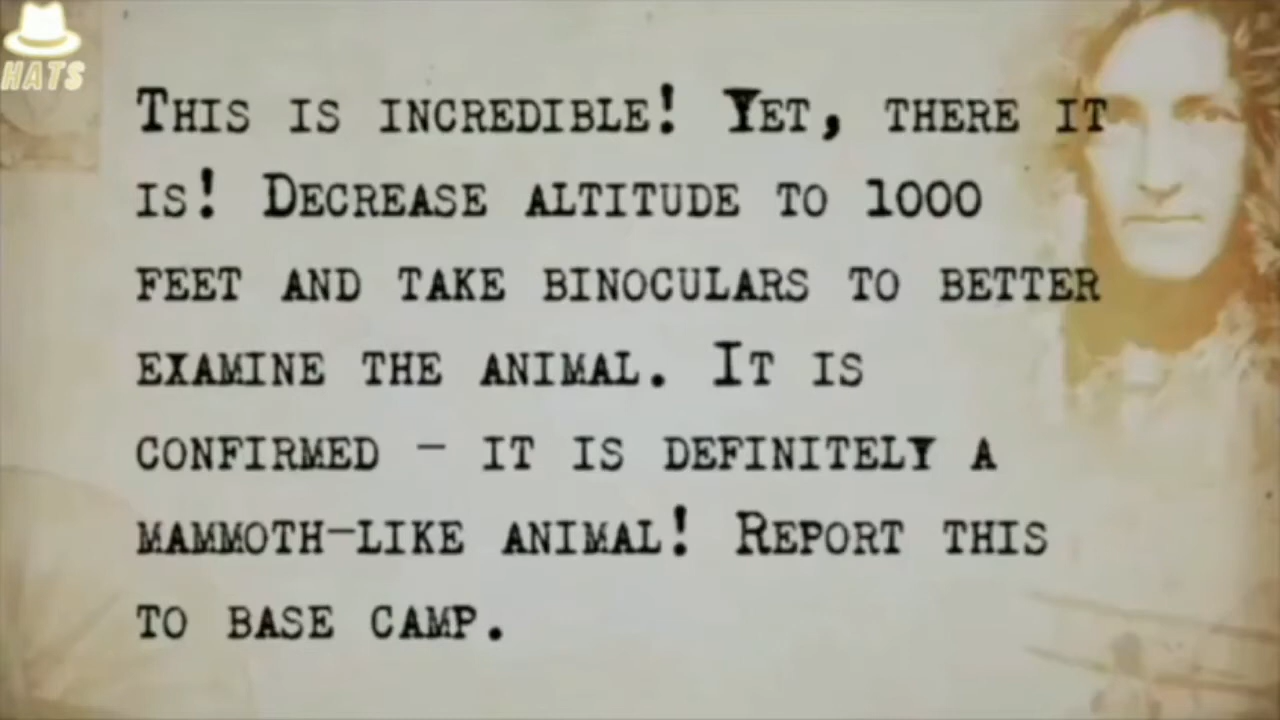 HATS
THIS IS INCREDIBLE! YET, THERE IT
IS! DECREASE ALTITUDE TO 1000
FEET AND TAKE BINOCULARS TO BETTER
EXAMINE THE ANIMAL. IT IS
CONFIRMED – IT IS DEFINITELY A
MAMMOTH-LIKE ANIMAL! REPORT THIS
TO BASE CAMP.